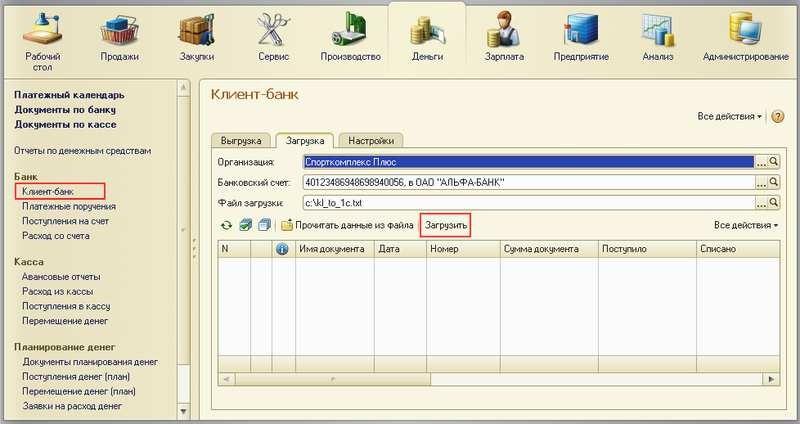 Рабочий стол
Продажи
Закупки
Сервис
Производство
Деньги
Зарплата
Предприятие
Анализ
Администрирование
Платежный календарь
Документы по банку
Документы по кассе
Отчеты по денежным средствам
Банк
Клиент-банк
Платежные поручения
Поступления на счет
Расход со счета
Касса
Авансовые отчеты
Расход из кассы
Поступления в кассу
Перемещение денег
Планирование денег
Документы планирования денег
Поступления денег (план)
Перемещение денег (план)
Заявки на расход денег
Клиент-банк
Все действия
Выгрузка
Загрузка
Настройки
Организация:
Спорткомплекс Плюс
Банковский счет:
40123486948698940056, в ОАО "АЛЬФА-БАНК"
Файл загрузки:
c:\kl_to_1c.txt
Прочитать данные из файла
Загрузить
Все действия
N
Имя документа
Дата
Номер
Сумма документа
Поступило
Списано